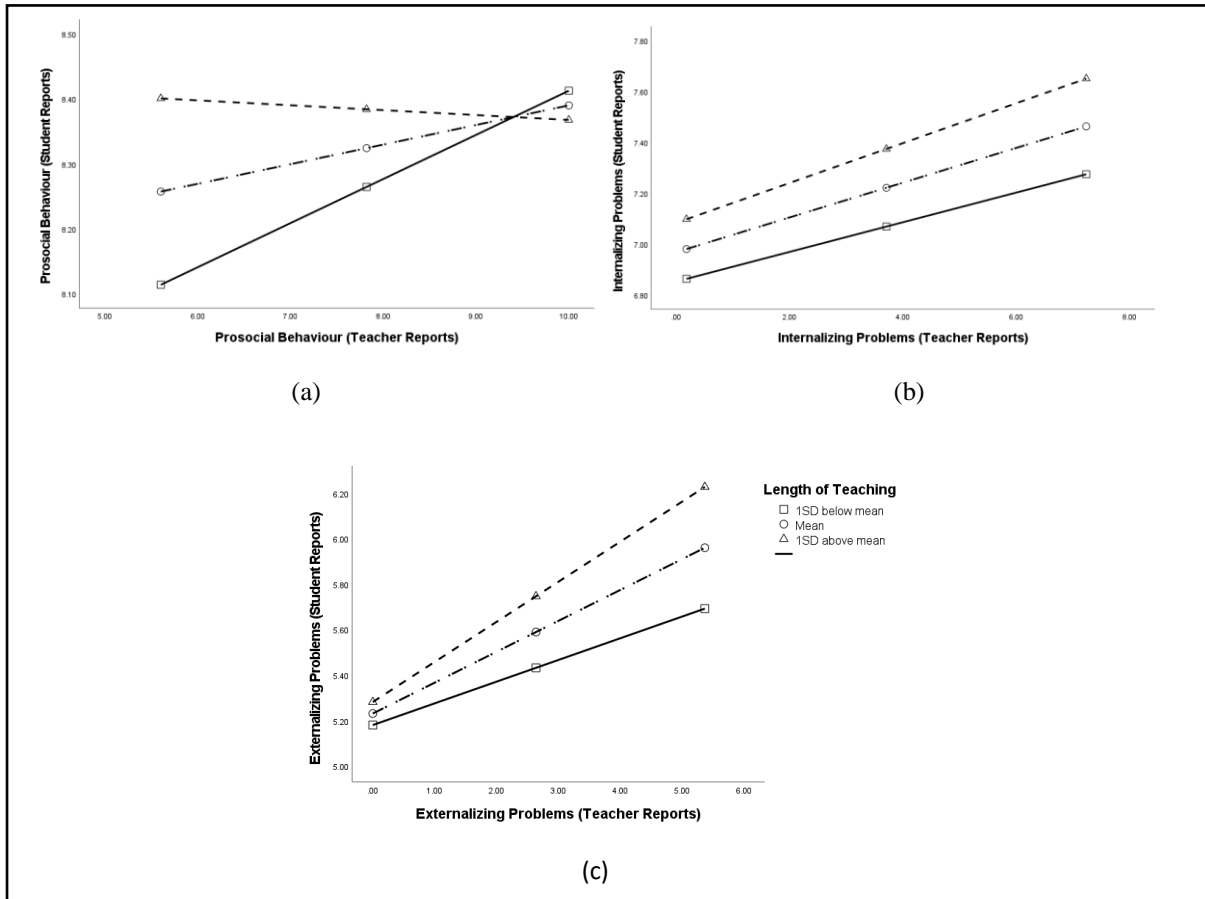 8.50
8.40
8.30
8.20
8.10
Prosocial Behaviour (Student Reports)
5.00 6.00 7.00 8.00 9.00 10.00
Prosocial Behaviour (Teacher Reports)
(a)
7.80
7.60
7.40
7.20
7.00
6.80
Internalizing Problems (Student Reports)
.00 2.00 4.00 6.00 8.00
Internalizing Problems (Teacher Reports)
(b)
6.20
6.00
5.80
5.60
5.40
5.20
5.00
Externalizing Problems (Student Reports)
.00 1.00 2.00 3.00 4.00 5.00 6.00
Externalizing Problems (Teacher Reports)
Length of Teaching
1SD below mean
Mean
1SD above mean
(c)